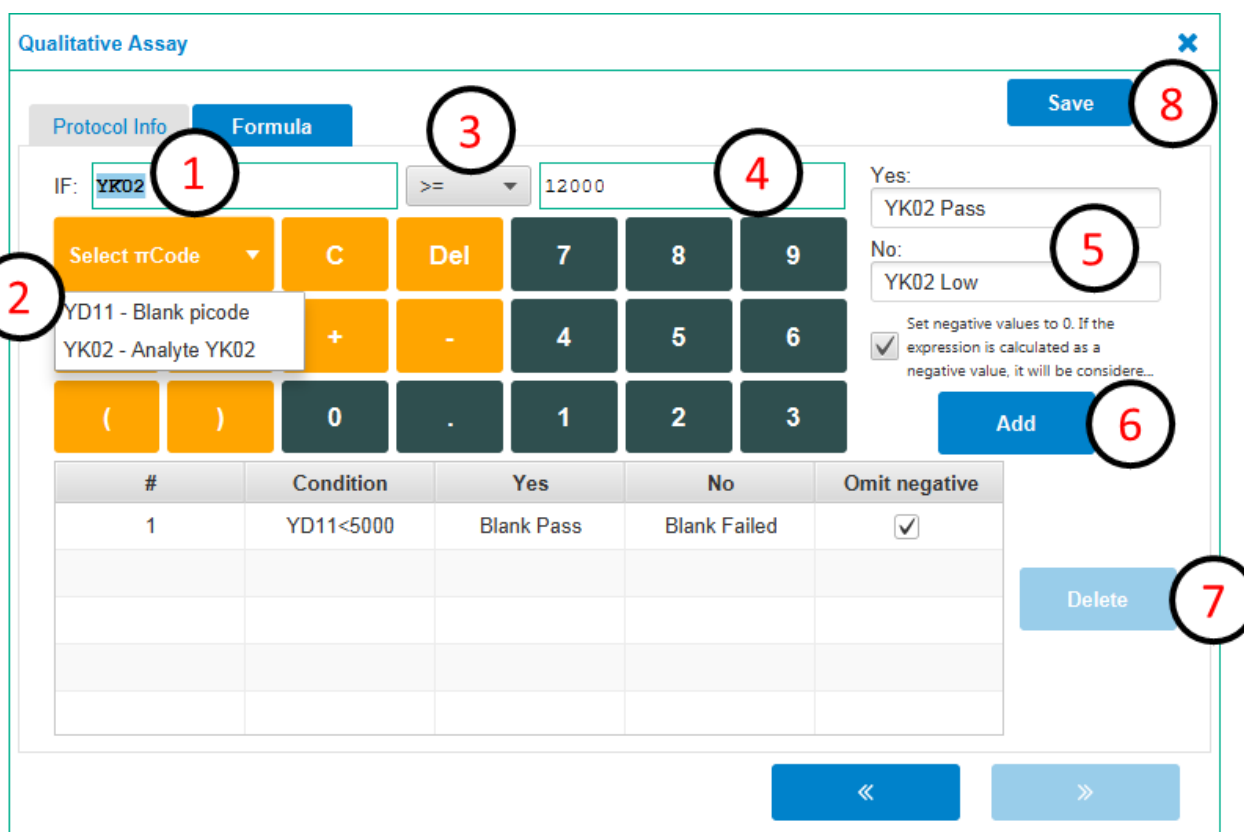 Qualitative Assay
Save
8
Protocol Info
Formula
3
1
4
IF:
YK02
>=
12000
Yes:
YK02 Pass
5
No:
YK02 Low
Select πCode
C
Del
7
8
9
2
YD11 - Blank picode
YK02 - Analyte YK02
+
-
4
5
6
Set negative values to 0. If the
expression is calculated as a
negative value, it will be considere...
(
)
0
.
1
2
3
Add
6
# Condition Yes No Omit negative
1 YD11<5000 Blank Pass Blank Failed
Delete
7
«
»